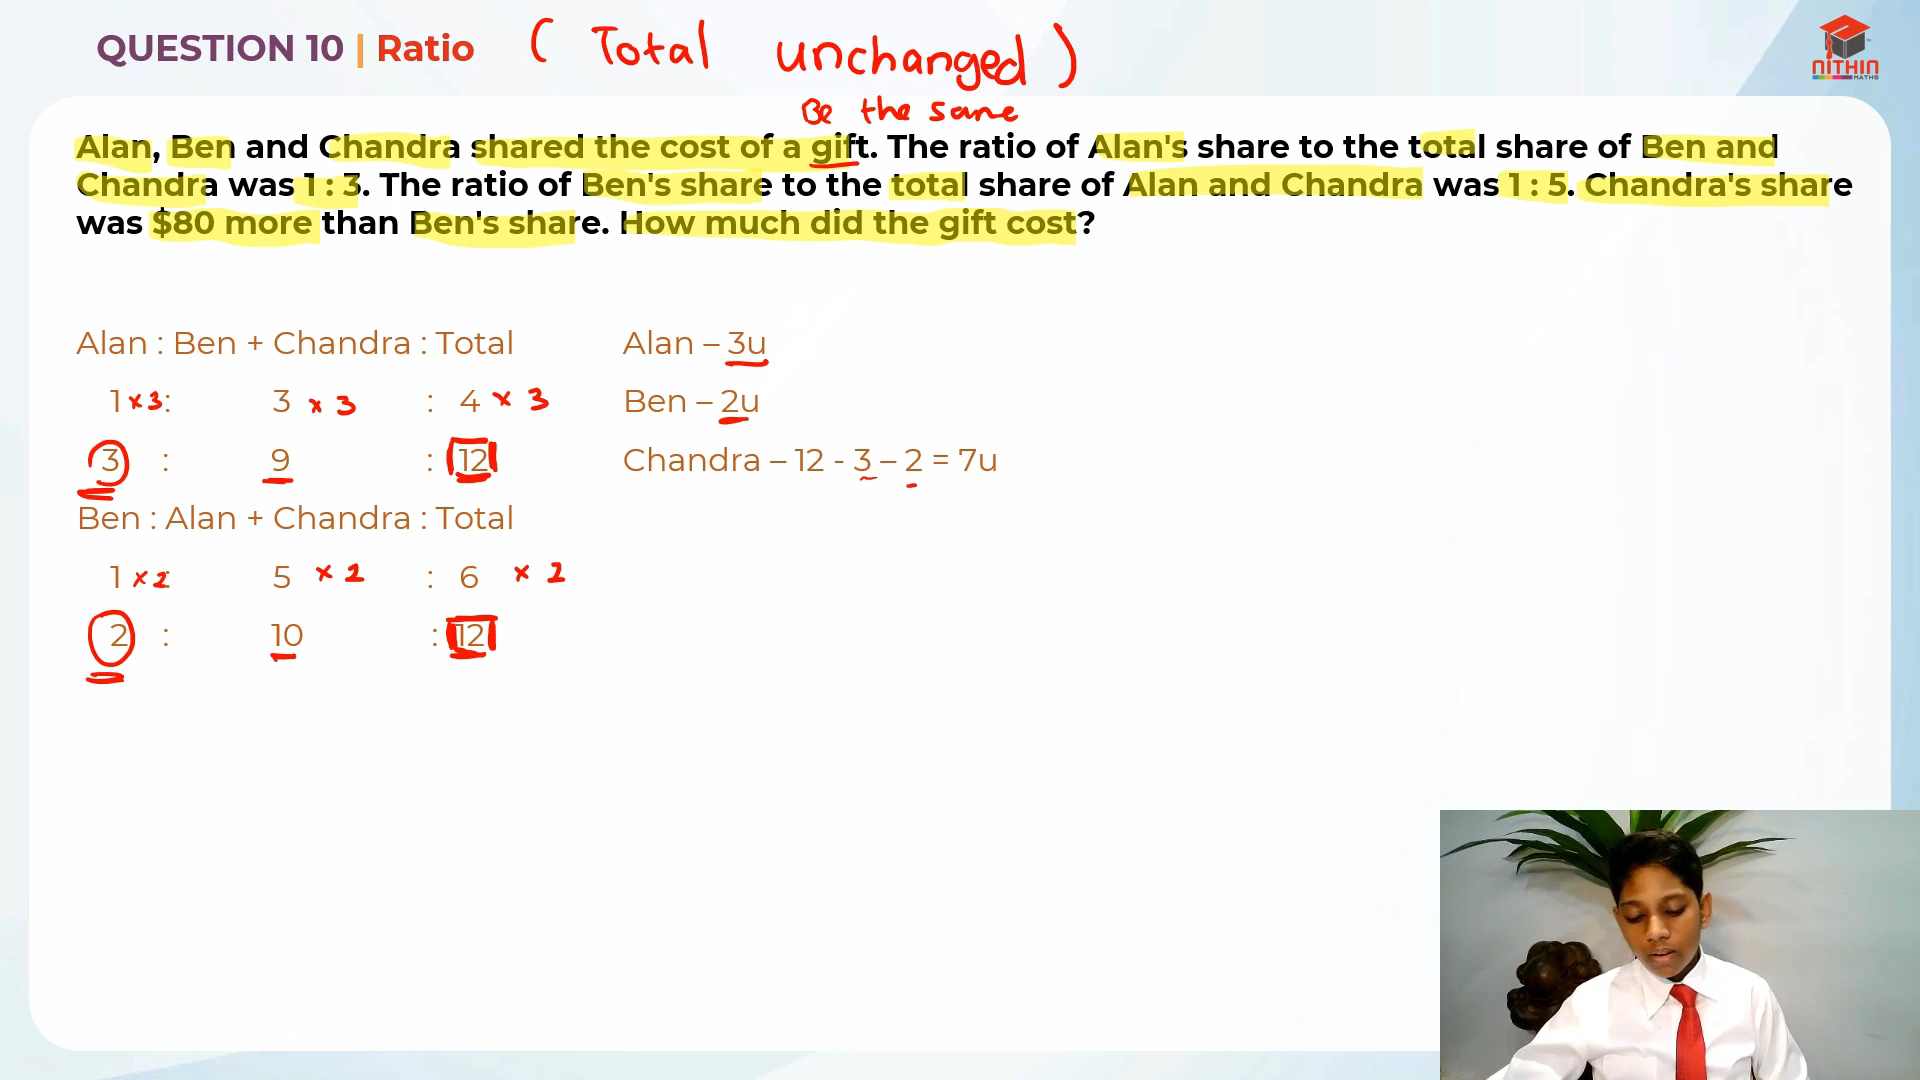 QUESTION 10 | Ratio ( Total unchanged )
Be the same
NITHIN
MATHS
Alan, Ben and Chandra shared the cost of a gift. The ratio of Alan's share to the total share of Ben and
Chandra was 1 : 3. The ratio of Ben's share to the total share of Alan and Chandra was 1 : 5. Chandra's share
was $80 more than Ben's share. How much did the gift cost?
Alan : Ben + Chandra : Total
Alan – 3u
1 × 3 : 3 × 3 : 4 × 3
Ben – 2u
3 : 9 : 12
Chandra – 12 - 3 – 2 = 7u
Ben : Alan + Chandra : Total
1 × 2 : 5 × 2 : 6 × 2
2 : 10 : 12